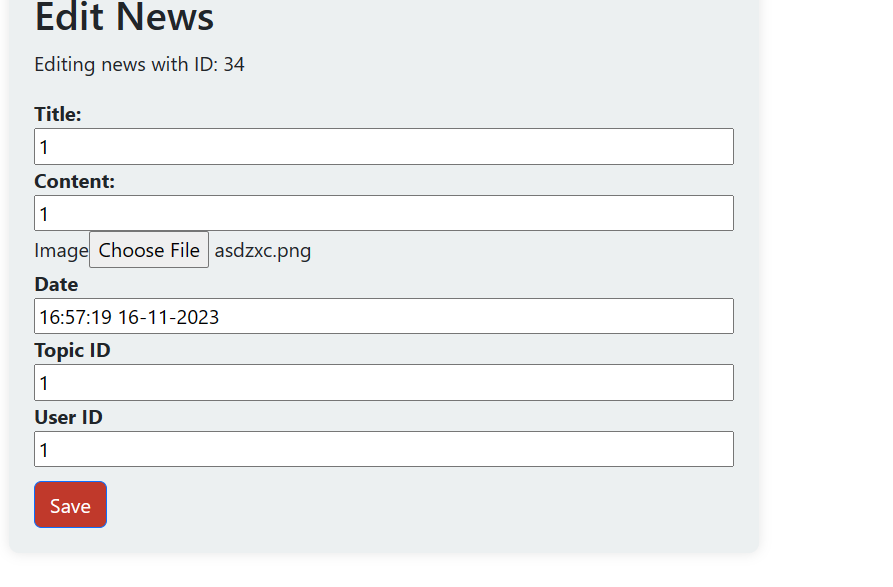 Edit News
Editing news with ID: 34
Title:
1
Content:
1
Image Choose File asdzxc.png
Date
16:57:19 16-11-2023
Topic ID
1
User ID
1
Save